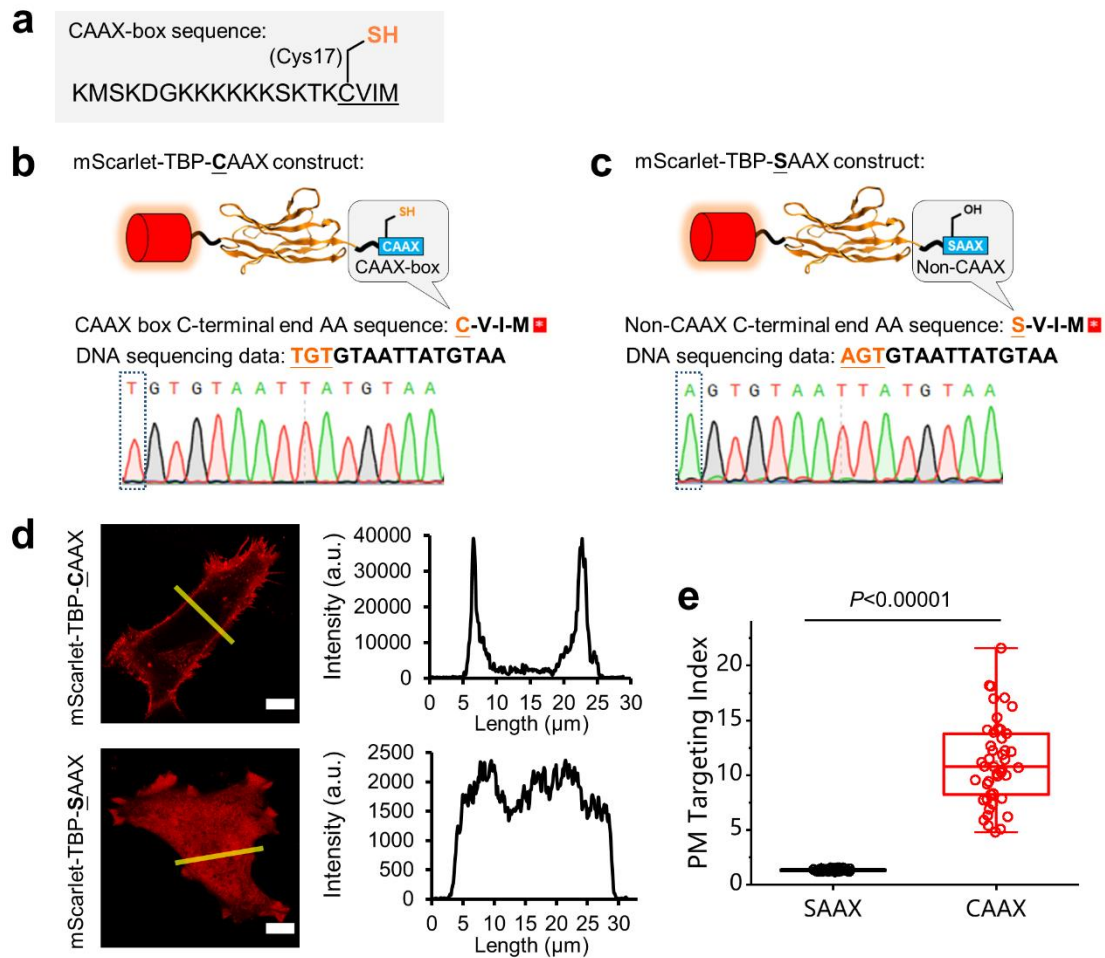 a
CAAX-box sequence:
SH
(Cys17)
KMSKDGKKKKKKSKTKCVIM
b
mScarlet-TBP-CAAX construct:
SH
CAAX
CAAX-box
CAAX box C-terminal end AA sequence: C-V-I-M*
DNA sequencing data: TGTGTAATTATGTAA
T G T G T A A T T A T G T A A
c
mScarlet-TBP-SAAX construct:
OH
SAAX
Non-CAAX
Non-CAAX C-terminal end AA sequence: S-V-I-M*
DNA sequencing data: AGTGTAATTATGTAA
A G T G T A A T T A T G T A A
d
mScarlet-TBP-CAAX
Intensity (a.u.)
40000
30000
20000
10000
0
0 5 10 15 20 25 30
Length (µm)
mScarlet-TBP-SAAX
Intensity (a.u.)
2500
2000
1500
1000
500
0
0 5 10 15 20 25 30
Length (µm)
e
P<0.00001
PM Targeting Index
20
15
10
5
0
SAAX CAAX